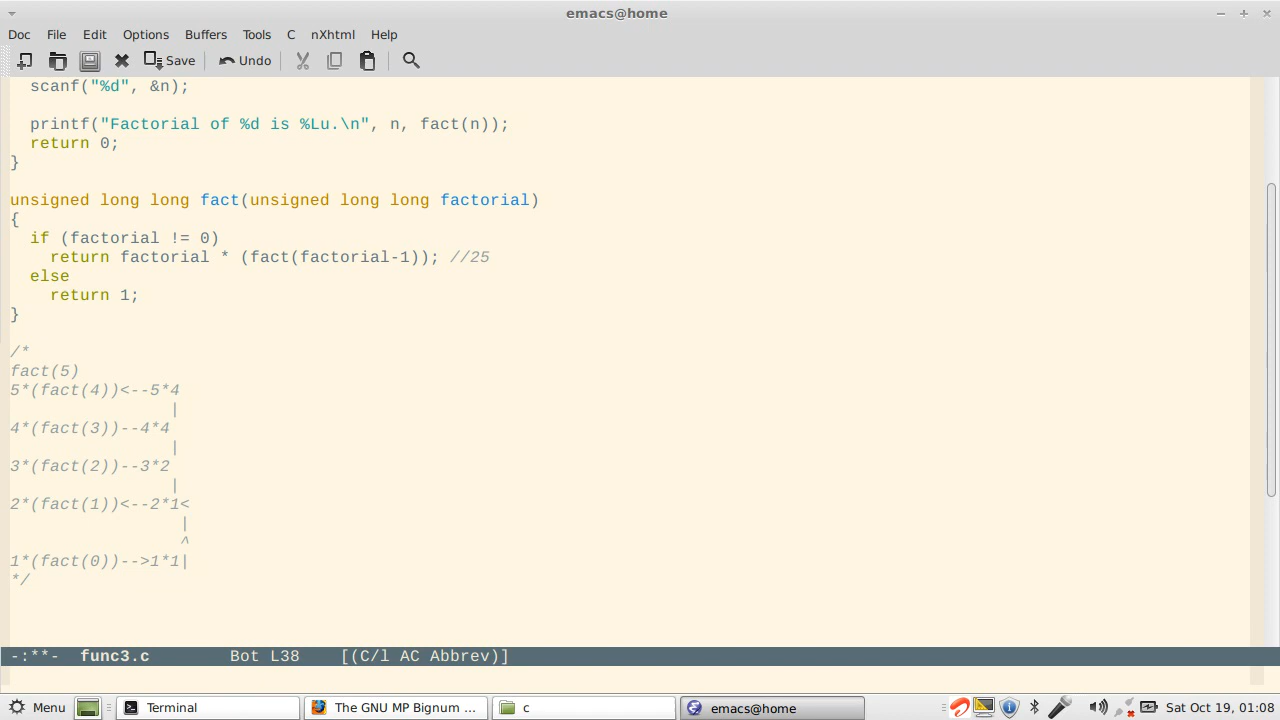 emacs@home
Doc File Edit Options Buffers Tools C nXhtml Help
Save Undo
  scanf("%d", &n);

  printf("Factorial of %d is %Lu.\n", n, fact(n));
  return 0;
}

unsigned long long fact(unsigned long long factorial)
{
  if (factorial != 0)
    return factorial * (fact(factorial-1)); //25
  else
    return 1;
}

/*
fact(5)
5*(fact(4))<--5*4
                |
4*(fact(3))--4*4
                |
3*(fact(2))--3*2
                |
2*(fact(1))<--2*1<
                 |
                 ^
1*(fact(0))-->1*1|
*/
-:**-  func3.c        Bot L38    [(C/l AC Abbrev)]
Menu Terminal The GNU MP Bignum ... c emacs@home Sat Oct 19, 01:08